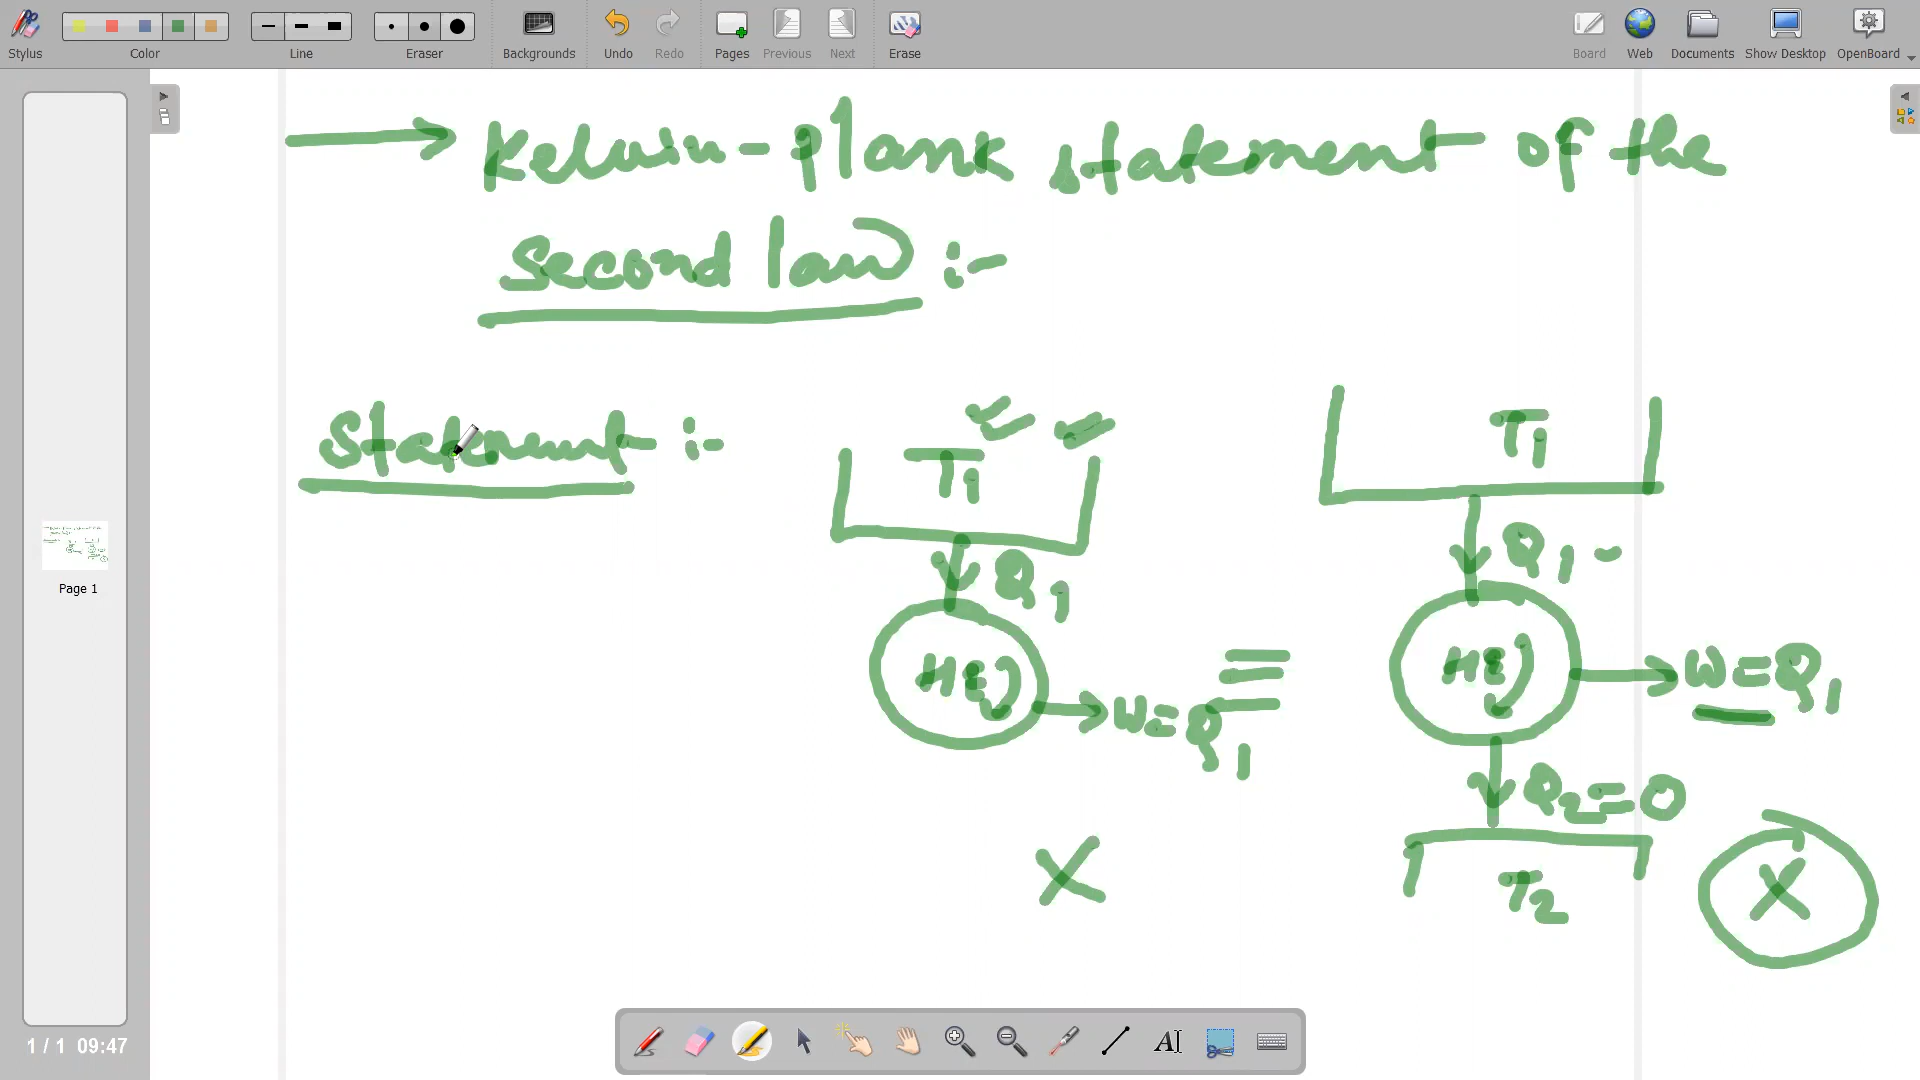 Stylus
Color
Line
Eraser
Backgrounds
Undo
Redo
Pages
Previous
Next
Erase
Board
Web
Documents
Show Desktop
OpenBoard
Kelvin-plank statement of the
second law :-
Statement :-
T1
T1
Q1
Q1 -
HE
W=Q1
HE
W=Q1
Q2=0
X
T2
X
Page 1
1 / 1 09:47
AI